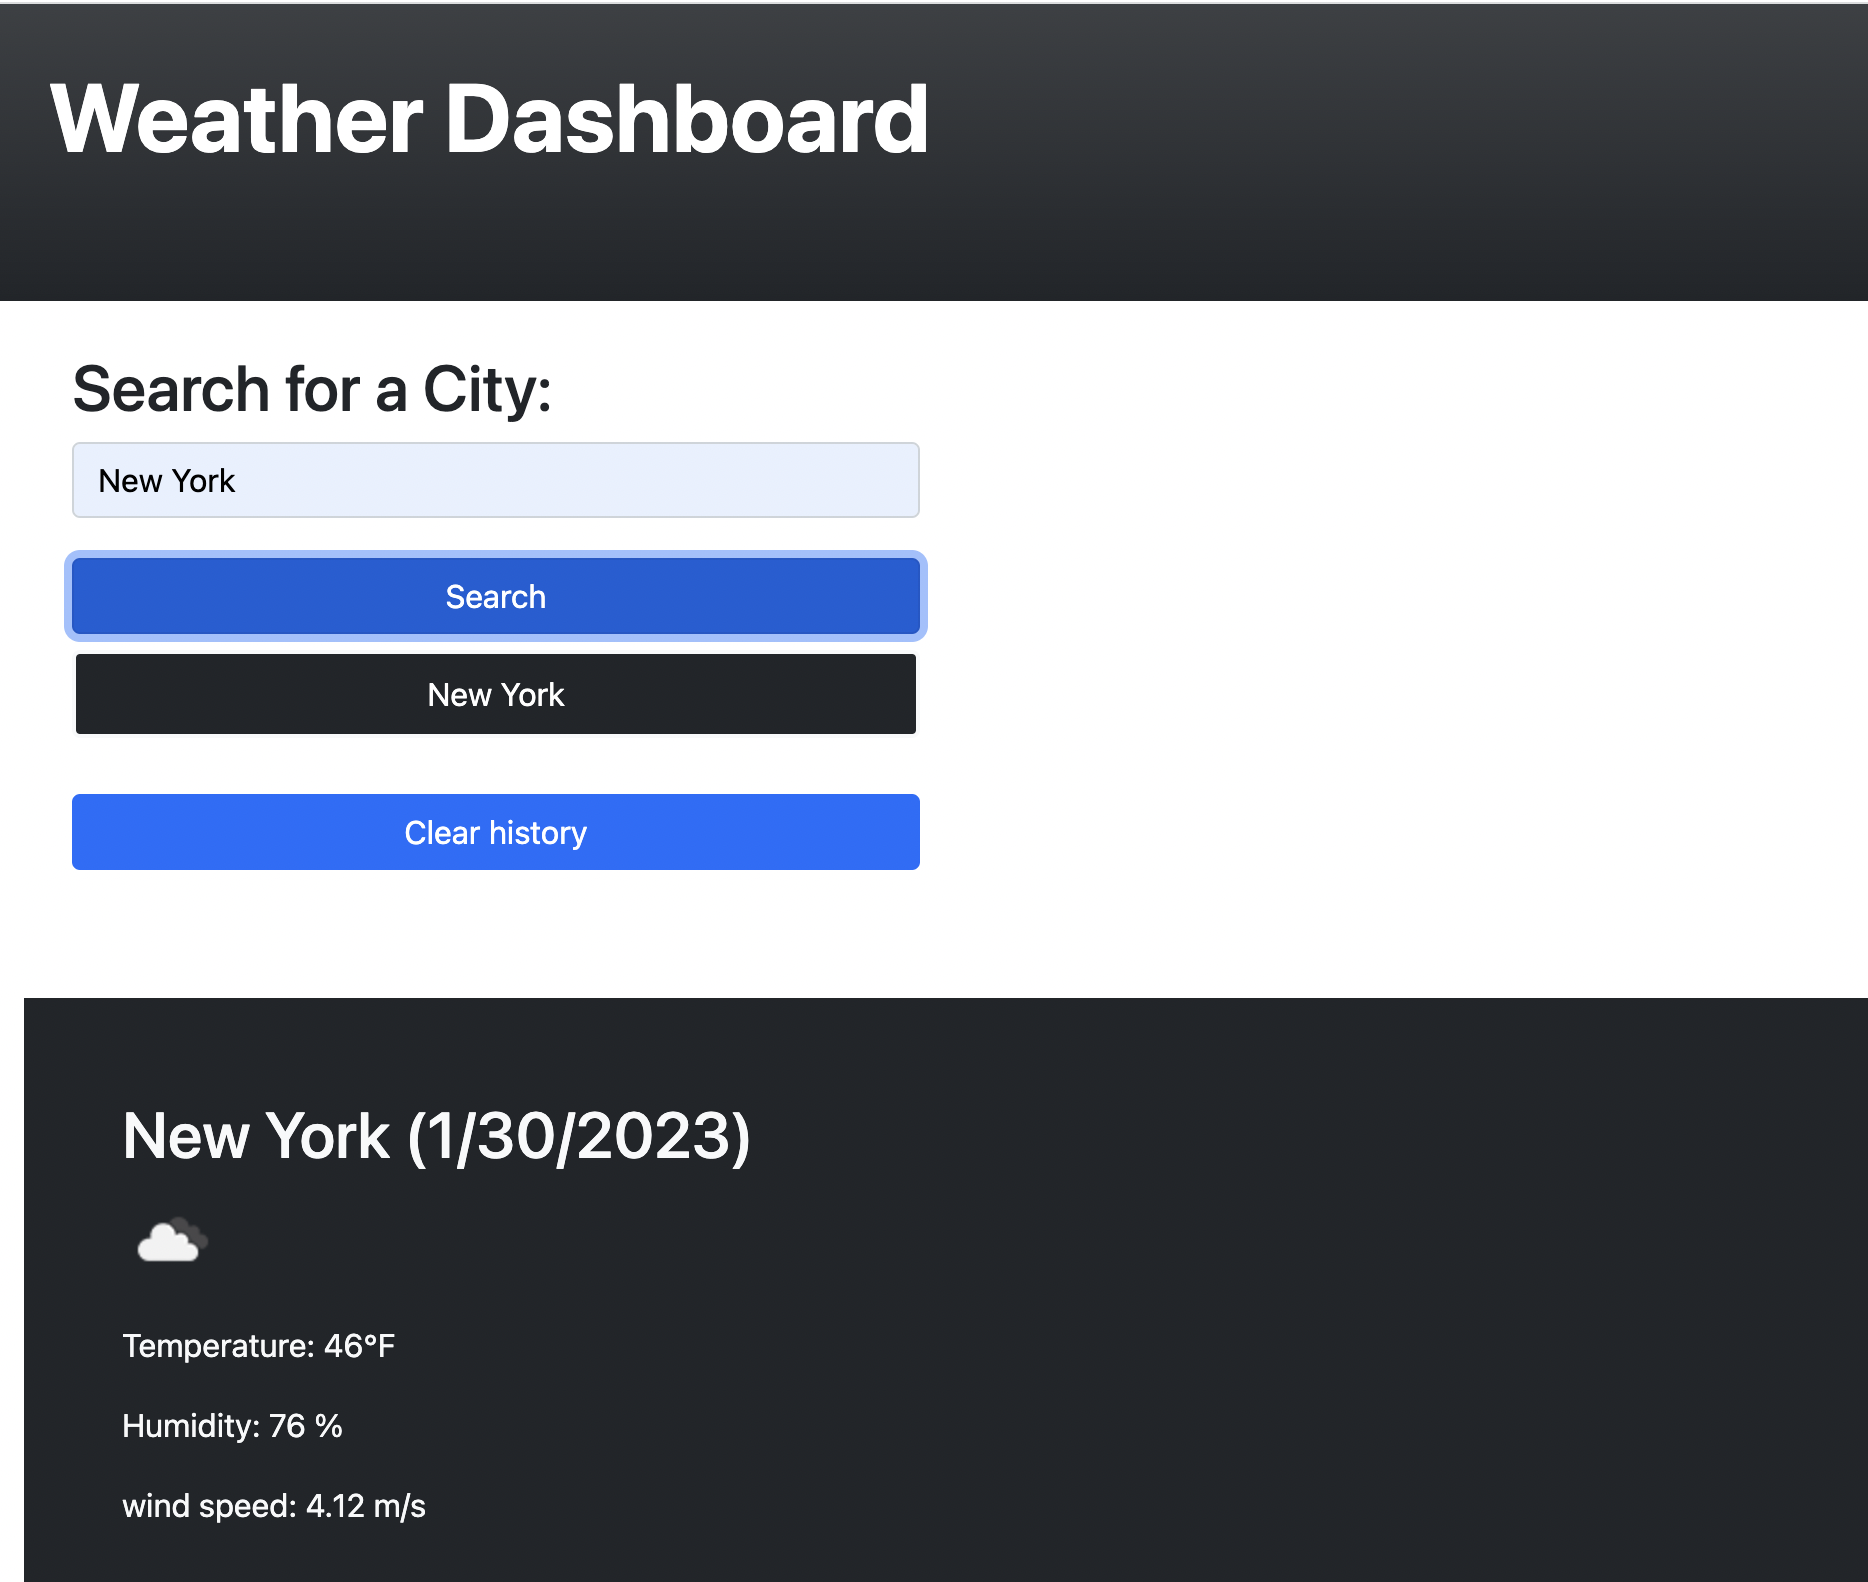 Weather Dashboard
Search for a City:
New York
Search
New York
Clear history
New York (1/30/2023)
Temperature: 46°F
Humidity: 76 %
wind speed: 4.12 m/s